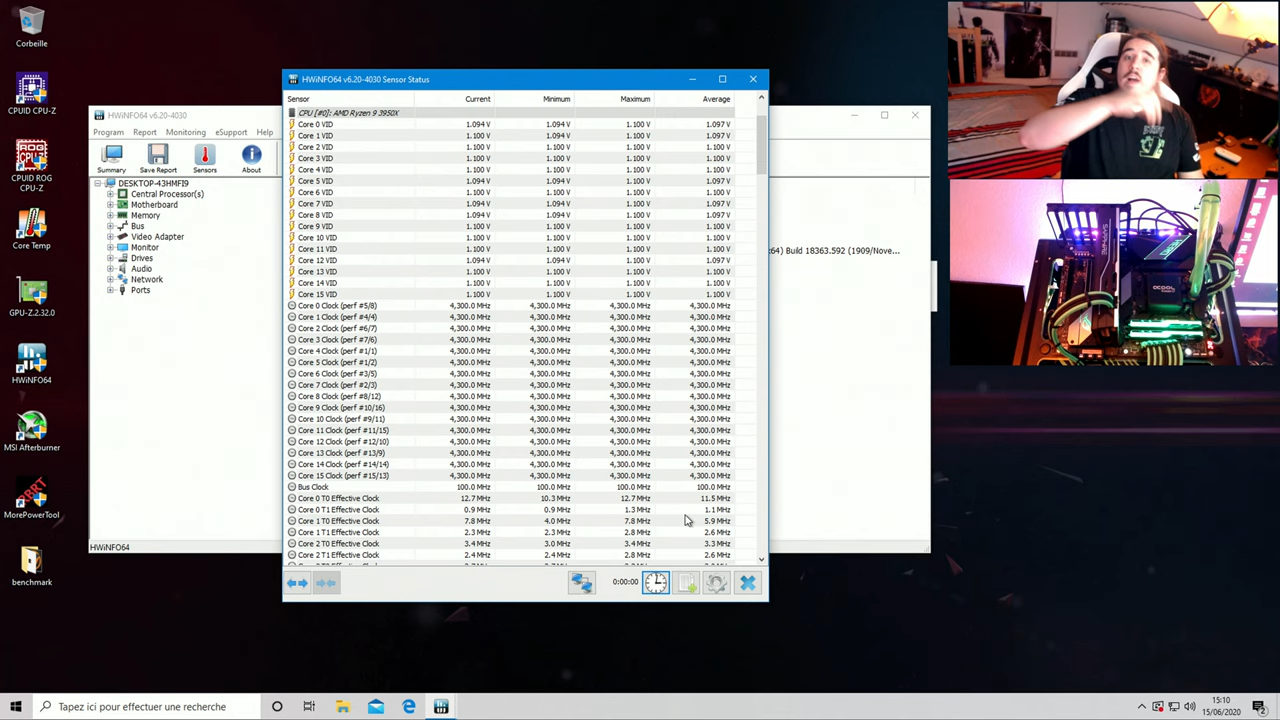 Corbeille
CPUID CPU-Z
CPUID ROG CPU-Z
Core Temp
GPU-Z.2.32.0
HWiNFO64
MSI Afterburner
MorePowerTool
benchmark
HWiNFO64 v6.20-4030
Program Report Monitoring eSupport Help
Summary Save Report Sensors About
DESKTOP-43HMFI9
Central Processor(s)
Motherboard
Memory
Bus
Video Adapter
Monitor
Drives
Audio
Network
Ports
x64) Build 18363.592 (1909/Nove...
HWiNFO64
HWiNFO64 v6.20-4030 Sensor Status
Sensor Current Minimum Maximum Average
CPU [#0]: AMD Ryzen 9 3950X
Core 0 VID 1.094 V 1.094 V 1.100 V 1.097 V
Core 1 VID 1.100 V 1.094 V 1.100 V 1.097 V
Core 2 VID 1.100 V 1.100 V 1.100 V 1.100 V
Core 3 VID 1.100 V 1.100 V 1.100 V 1.100 V
Core 4 VID 1.100 V 1.100 V 1.100 V 1.100 V
Core 5 VID 1.094 V 1.094 V 1.100 V 1.097 V
Core 6 VID 1.100 V 1.100 V 1.100 V 1.100 V
Core 7 VID 1.094 V 1.094 V 1.100 V 1.097 V
Core 8 VID 1.094 V 1.094 V 1.100 V 1.097 V
Core 9 VID 1.100 V 1.100 V 1.100 V 1.100 V
Core 10 VID 1.100 V 1.100 V 1.100 V 1.100 V
Core 11 VID 1.100 V 1.100 V 1.100 V 1.100 V
Core 12 VID 1.094 V 1.094 V 1.100 V 1.097 V
Core 13 VID 1.100 V 1.100 V 1.100 V 1.100 V
Core 14 VID 1.100 V 1.100 V 1.100 V 1.100 V
Core 15 VID 1.100 V 1.100 V 1.100 V 1.100 V
Core 0 Clock (perf #5/8) 4,300.0 MHz 4,300.0 MHz 4,300.0 MHz 4,300.0 MHz
Core 1 Clock (perf #4/4) 4,300.0 MHz 4,300.0 MHz 4,300.0 MHz 4,300.0 MHz
Core 2 Clock (perf #6/7) 4,300.0 MHz 4,300.0 MHz 4,300.0 MHz 4,300.0 MHz
Core 3 Clock (perf #7/6) 4,300.0 MHz 4,300.0 MHz 4,300.0 MHz 4,300.0 MHz
Core 4 Clock (perf #1/1) 4,300.0 MHz 4,300.0 MHz 4,300.0 MHz 4,300.0 MHz
Core 5 Clock (perf #1/2) 4,300.0 MHz 4,300.0 MHz 4,300.0 MHz 4,300.0 MHz
Core 6 Clock (perf #3/5) 4,300.0 MHz 4,300.0 MHz 4,300.0 MHz 4,300.0 MHz
Core 7 Clock (perf #2/3) 4,300.0 MHz 4,300.0 MHz 4,300.0 MHz 4,300.0 MHz
Core 8 Clock (perf #8/12) 4,300.0 MHz 4,300.0 MHz 4,300.0 MHz 4,300.0 MHz
Core 9 Clock (perf #10/16) 4,300.0 MHz 4,300.0 MHz 4,300.0 MHz 4,300.0 MHz
Core 10 Clock (perf #9/11) 4,300.0 MHz 4,300.0 MHz 4,300.0 MHz 4,300.0 MHz
Core 11 Clock (perf #11/15) 4,300.0 MHz 4,300.0 MHz 4,300.0 MHz 4,300.0 MHz
Core 12 Clock (perf #12/10) 4,300.0 MHz 4,300.0 MHz 4,300.0 MHz 4,300.0 MHz
Core 13 Clock (perf #13/9) 4,300.0 MHz 4,300.0 MHz 4,300.0 MHz 4,300.0 MHz
Core 14 Clock (perf #14/14) 4,300.0 MHz 4,300.0 MHz 4,300.0 MHz 4,300.0 MHz
Core 15 Clock (perf #15/13) 4,300.0 MHz 4,300.0 MHz 4,300.0 MHz 4,300.0 MHz
Bus Clock 100.0 MHz 100.0 MHz 100.0 MHz 100.0 MHz
Core 0 T0 Effective Clock 12.7 MHz 10.3 MHz 12.7 MHz 11.5 MHz
Core 0 T1 Effective Clock 0.9 MHz 0.9 MHz 1.3 MHz 1.1 MHz
Core 1 T0 Effective Clock 7.8 MHz 4.0 MHz 7.8 MHz 5.9 MHz
Core 1 T1 Effective Clock 2.3 MHz 2.3 MHz 2.8 MHz 2.6 MHz
Core 2 T0 Effective Clock 3.4 MHz 3.0 MHz 3.4 MHz 3.3 MHz
Core 2 T1 Effective Clock 2.4 MHz 2.4 MHz 2.8 MHz 2.6 MHz
0:00:00
Tapez ici pour effectuer une recherche
15:10
15/06/2020
2